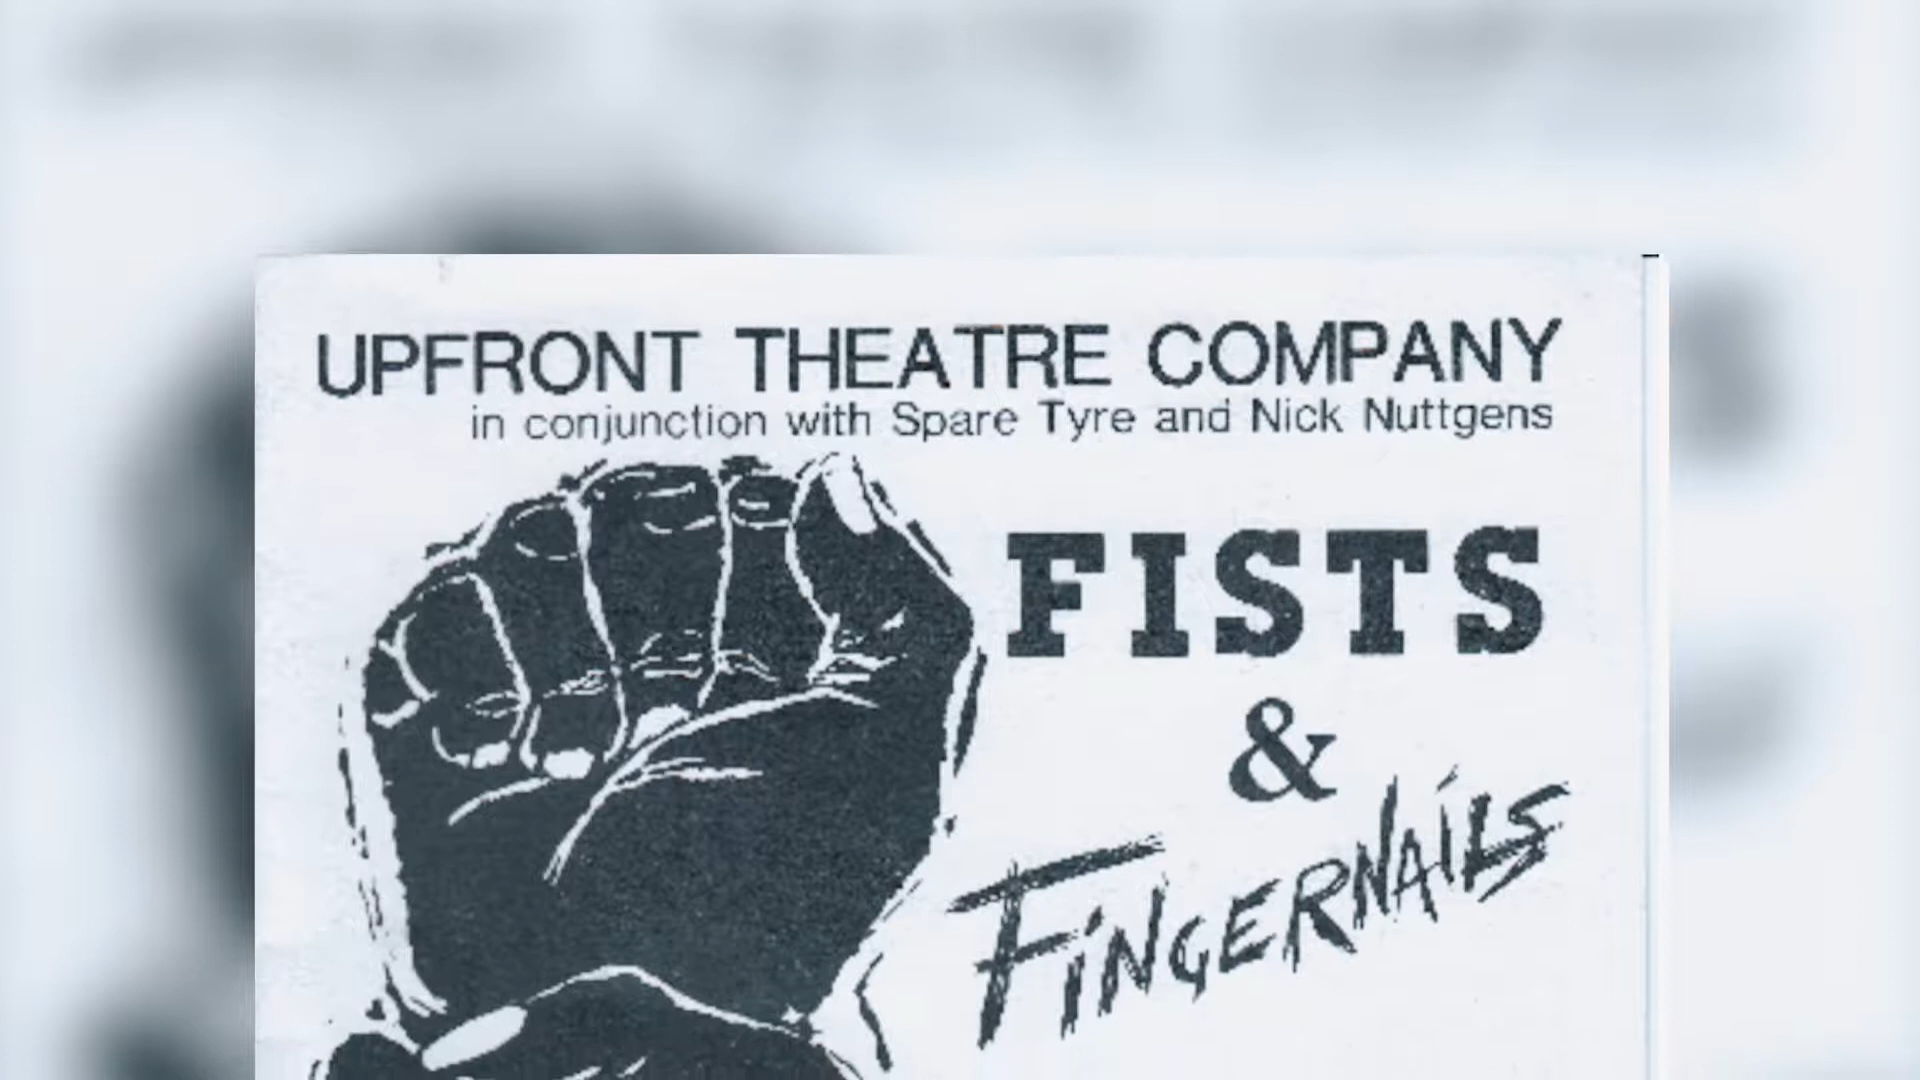 UPFRONT THEATRE COMPANY
in conjunction with Spare Tyre and Nick Nuttgens
FISTS
&
FINGERNAILS